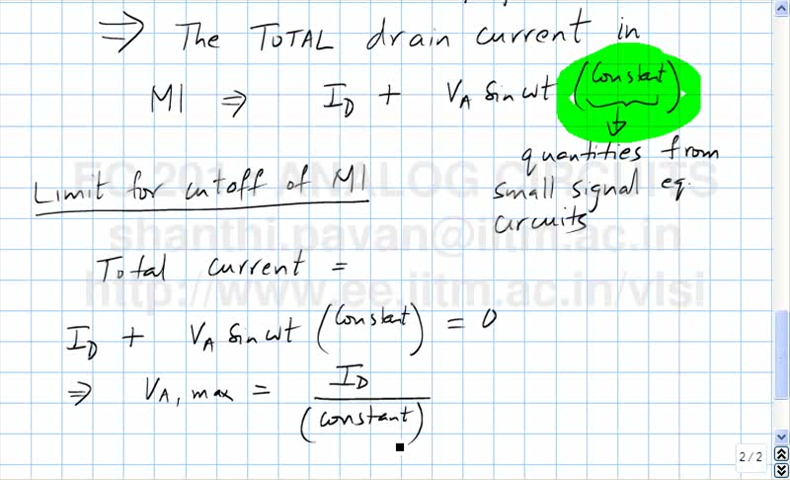 ⇒ The TOTAL drain current in
M1 ⇒ I_D + V_A sin ωt (constant)
quantities from
small signal eq.
circuits
Limit for cutoff of M1
Total current =
I_D + V_A sin ωt (constant) = 0
⇒ V_A, max = I_D
(constant)
ANALOG CIRCUITS
shanthi.pavan@iitm.ac.in
http://www.ee.iitm.ac.in/vlsi
2/2